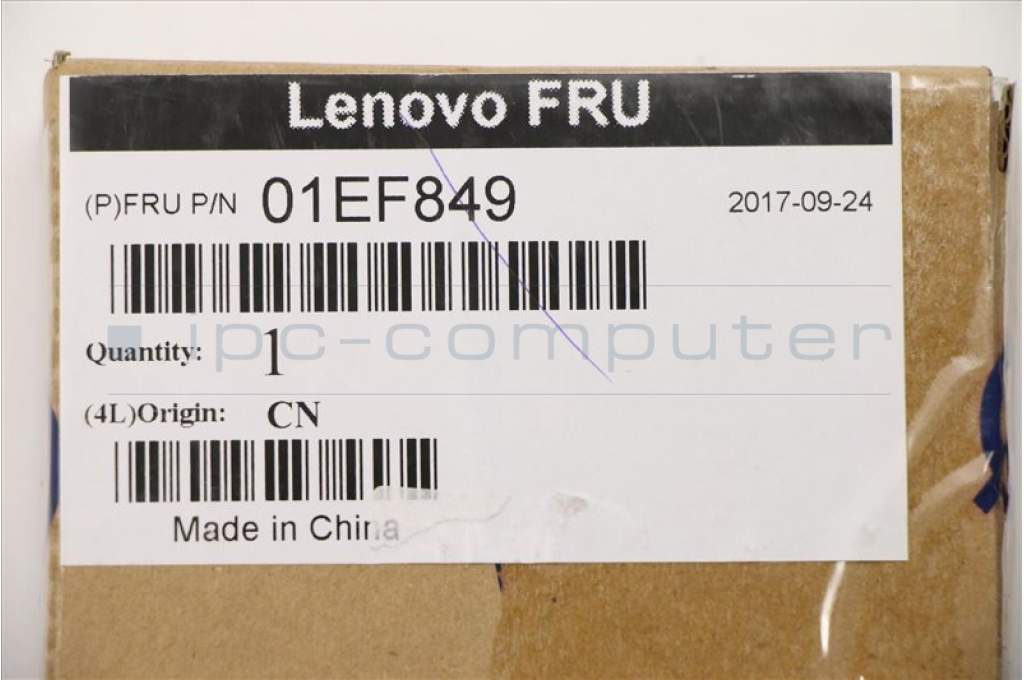 Lenovo FRU
(P)FRU P/N 01EF849 2017-09-24
ipc-computer
Quantity: 1
(4L)Origin: CN
Made in China